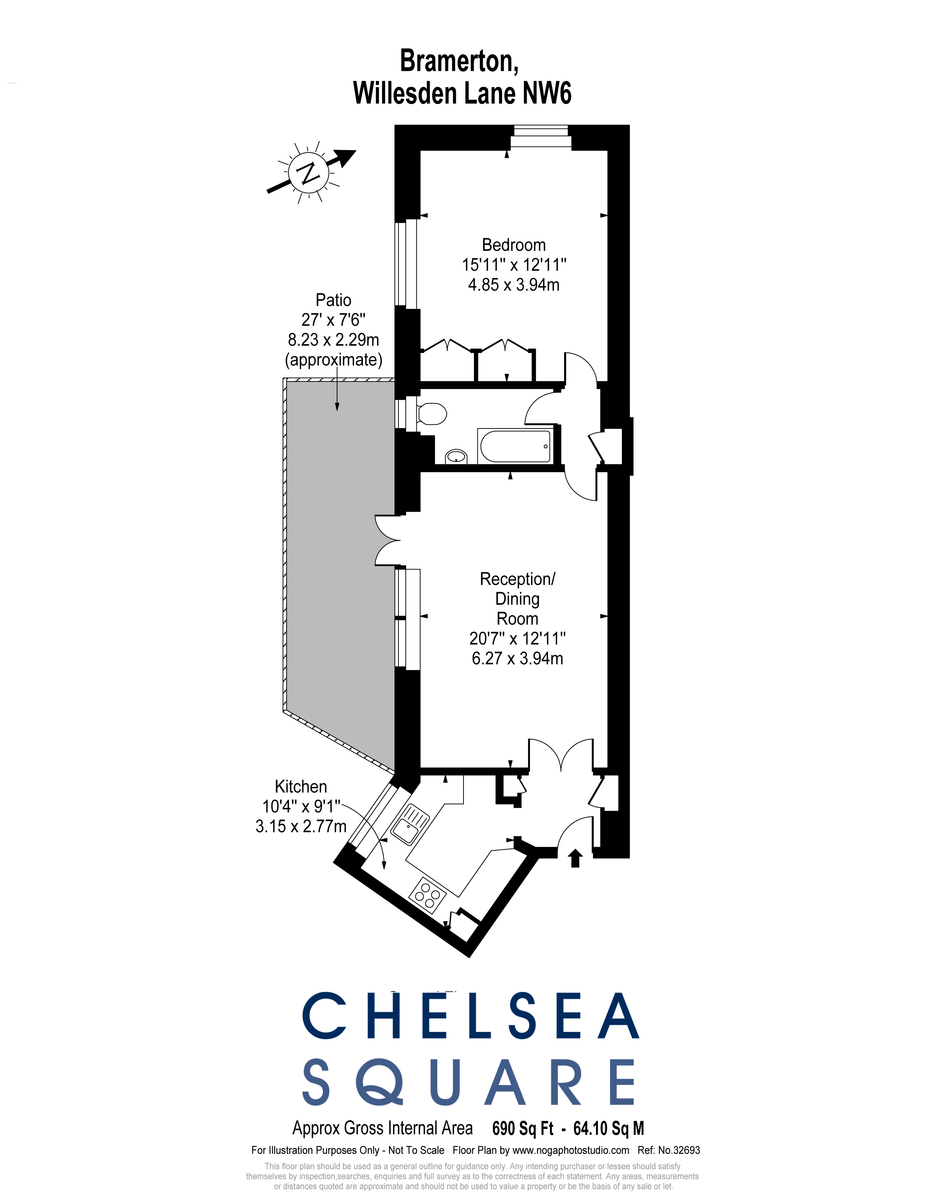 Bramerton,
Willesden Lane NW6
N
Bedroom
15'11" x 12'11"
4.85 x 3.94m
Patio
27' x 7'6"
8.23 x 2.29m
(approximate)
Reception/
Dining
Room
20'7" x 12'11"
6.27 x 3.94m
Kitchen
10'4" x 9'1"
3.15 x 2.77m
CHELSEA
SQUARE
Approx Gross Internal Area 690 Sq Ft - 64.10 Sq M
For Illustration Purposes Only - Not To Scale Floor Plan by www.nogaphotostudio.com Ref: No.32693
This floor plan should be used as a general outline for guidance only. Any intending purchaser or lessee should satisfy
themselves by inspection,searches, enquiries and full survey as to the correctness of each statement. Any areas, measurements
or distances quoted are approximate and should not be used to value a property or be the basis of any sale or let.